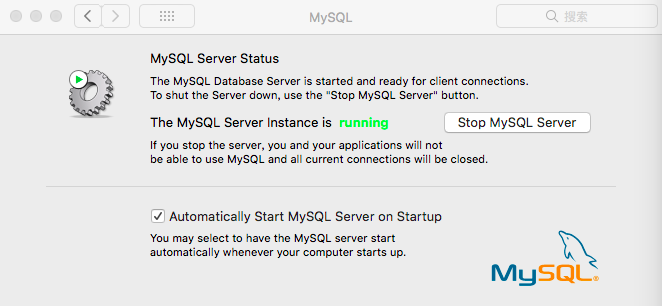 MySQL
搜索
MySQL Server Status
The MySQL Database Server is started and ready for client connections.
To shut the Server down, use the "Stop MySQL Server" button.
The MySQL Server Instance is running
Stop MySQL Server
If you stop the server, you and your applications will not
be able to use MySQL and all current connections will be closed.
Automatically Start MySQL Server on Startup
You may select to have the MySQL server start
automatically whenever your computer starts up.
MySQL®